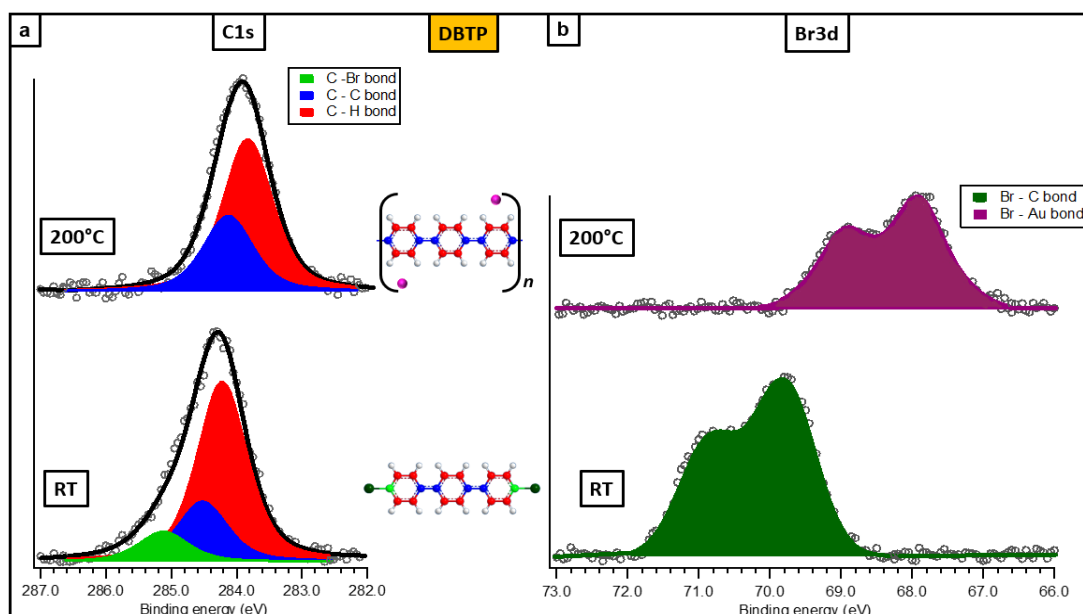 a
C1s
DBTP
b
Br3d
C -Br bond
C - C bond
C - H bond
200°C
n
Br - C bond
Br - Au bond
200°C
RT
RT
287.0 286.0 285.0 284.0 283.0 282.0
Binding energy (eV)
73.0 72.0 71.0 70.0 69.0 68.0 67.0 66.0
Binding energy (eV)